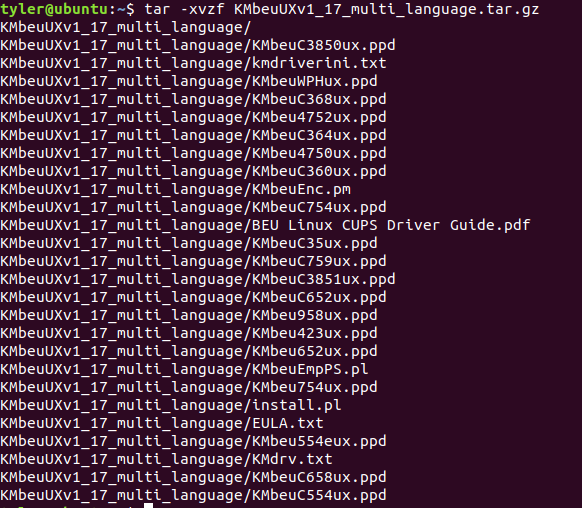 tyler@ubuntu:~$ tar -xvzf KMbeuUXv1_17_multi_language.tar.gz
KMbeuUXv1_17_multi_language/
KMbeuUXv1_17_multi_language/KMbeuC3850ux.ppd
KMbeuUXv1_17_multi_language/kmdriverini.txt
KMbeuUXv1_17_multi_language/KMbeuWPHux.ppd
KMbeuUXv1_17_multi_language/KMbeuC368ux.ppd
KMbeuUXv1_17_multi_language/KMbeu4752ux.ppd
KMbeuUXv1_17_multi_language/KMbeuC364ux.ppd
KMbeuUXv1_17_multi_language/KMbeu4750ux.ppd
KMbeuUXv1_17_multi_language/KMbeuC360ux.ppd
KMbeuUXv1_17_multi_language/KMbeuEnc.pm
KMbeuUXv1_17_multi_language/KMbeuC754ux.ppd
KMbeuUXv1_17_multi_language/BEU Linux CUPS Driver Guide.pdf
KMbeuUXv1_17_multi_language/KMbeuC35ux.ppd
KMbeuUXv1_17_multi_language/KMbeuC759ux.ppd
KMbeuUXv1_17_multi_language/KMbeuC3851ux.ppd
KMbeuUXv1_17_multi_language/KMbeuC652ux.ppd
KMbeuUXv1_17_multi_language/KMbeu958ux.ppd
KMbeuUXv1_17_multi_language/KMbeu423ux.ppd
KMbeuUXv1_17_multi_language/KMbeu652ux.ppd
KMbeuUXv1_17_multi_language/KMbeuEmpPS.pl
KMbeuUXv1_17_multi_language/KMbeu754ux.ppd
KMbeuUXv1_17_multi_language/install.pl
KMbeuUXv1_17_multi_language/EULA.txt
KMbeuUXv1_17_multi_language/KMbeu554eux.ppd
KMbeuUXv1_17_multi_language/KMdrv.txt
KMbeuUXv1_17_multi_language/KMbeuC658ux.ppd
KMbeuUXv1_17_multi_language/KMbeuC554ux.ppd